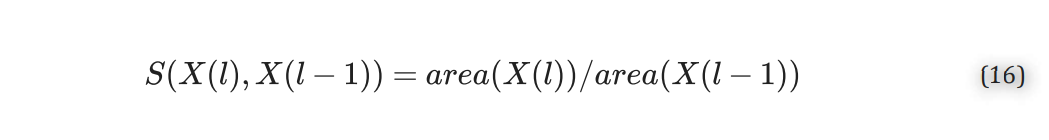 S(X(l), X(l − 1)) = area(X(l))/area(X(l − 1)) (16)